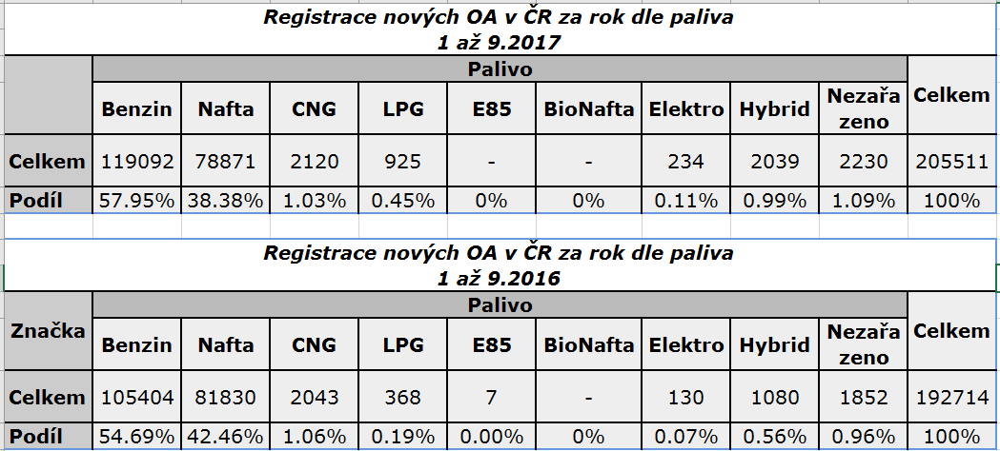 Registrace nových OA v ČR za rok dle paliva
1 až 9.2017
Palivo
Benzin Nafta CNG LPG E85 BioNafta Elektro Hybrid Nezařa zeno Celkem
Celkem 119092 78871 2120 925 - - 234 2039 2230 205511
Podíl 57.95% 38.38% 1.03% 0.45% 0% 0% 0.11% 0.99% 1.09% 100%
Registrace nových OA v ČR za rok dle paliva
1 až 9.2016
Palivo
Značka Benzin Nafta CNG LPG E85 BioNafta Elektro Hybrid Nezařa zeno Celkem
Celkem 105404 81830 2043 368 7 - 130 1080 1852 192714
Podíl 54.69% 42.46% 1.06% 0.19% 0.00% 0% 0.07% 0.56% 0.96% 100%